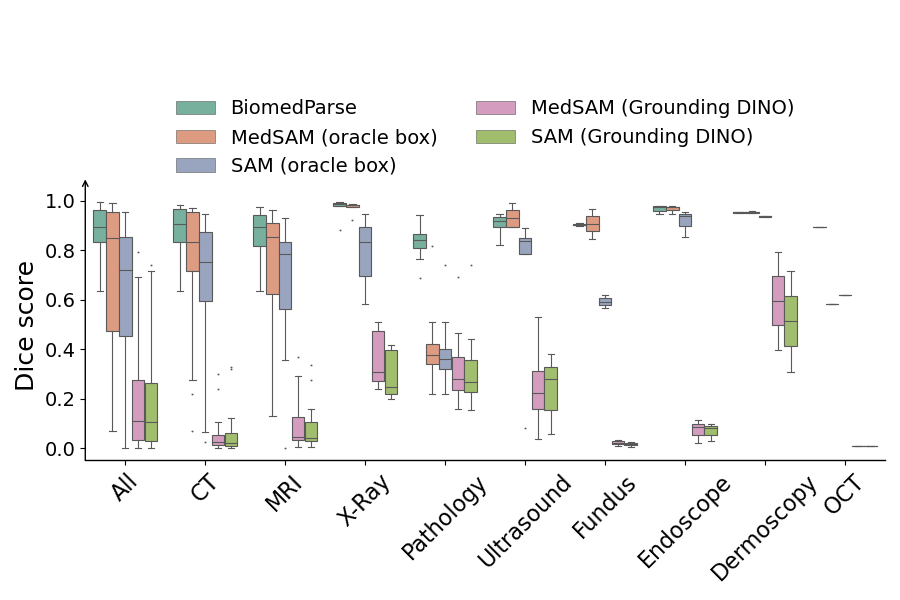 BiomedParse
MedSAM (oracle box)
SAM (oracle box)
MedSAM (Grounding DINO)
SAM (Grounding DINO)
Dice score
1.0
0.8
0.6
0.4
0.2
0.0
All
CT
MRI
X-Ray
Pathology
Ultrasound
Fundus
Endoscope
Dermoscopy
OCT